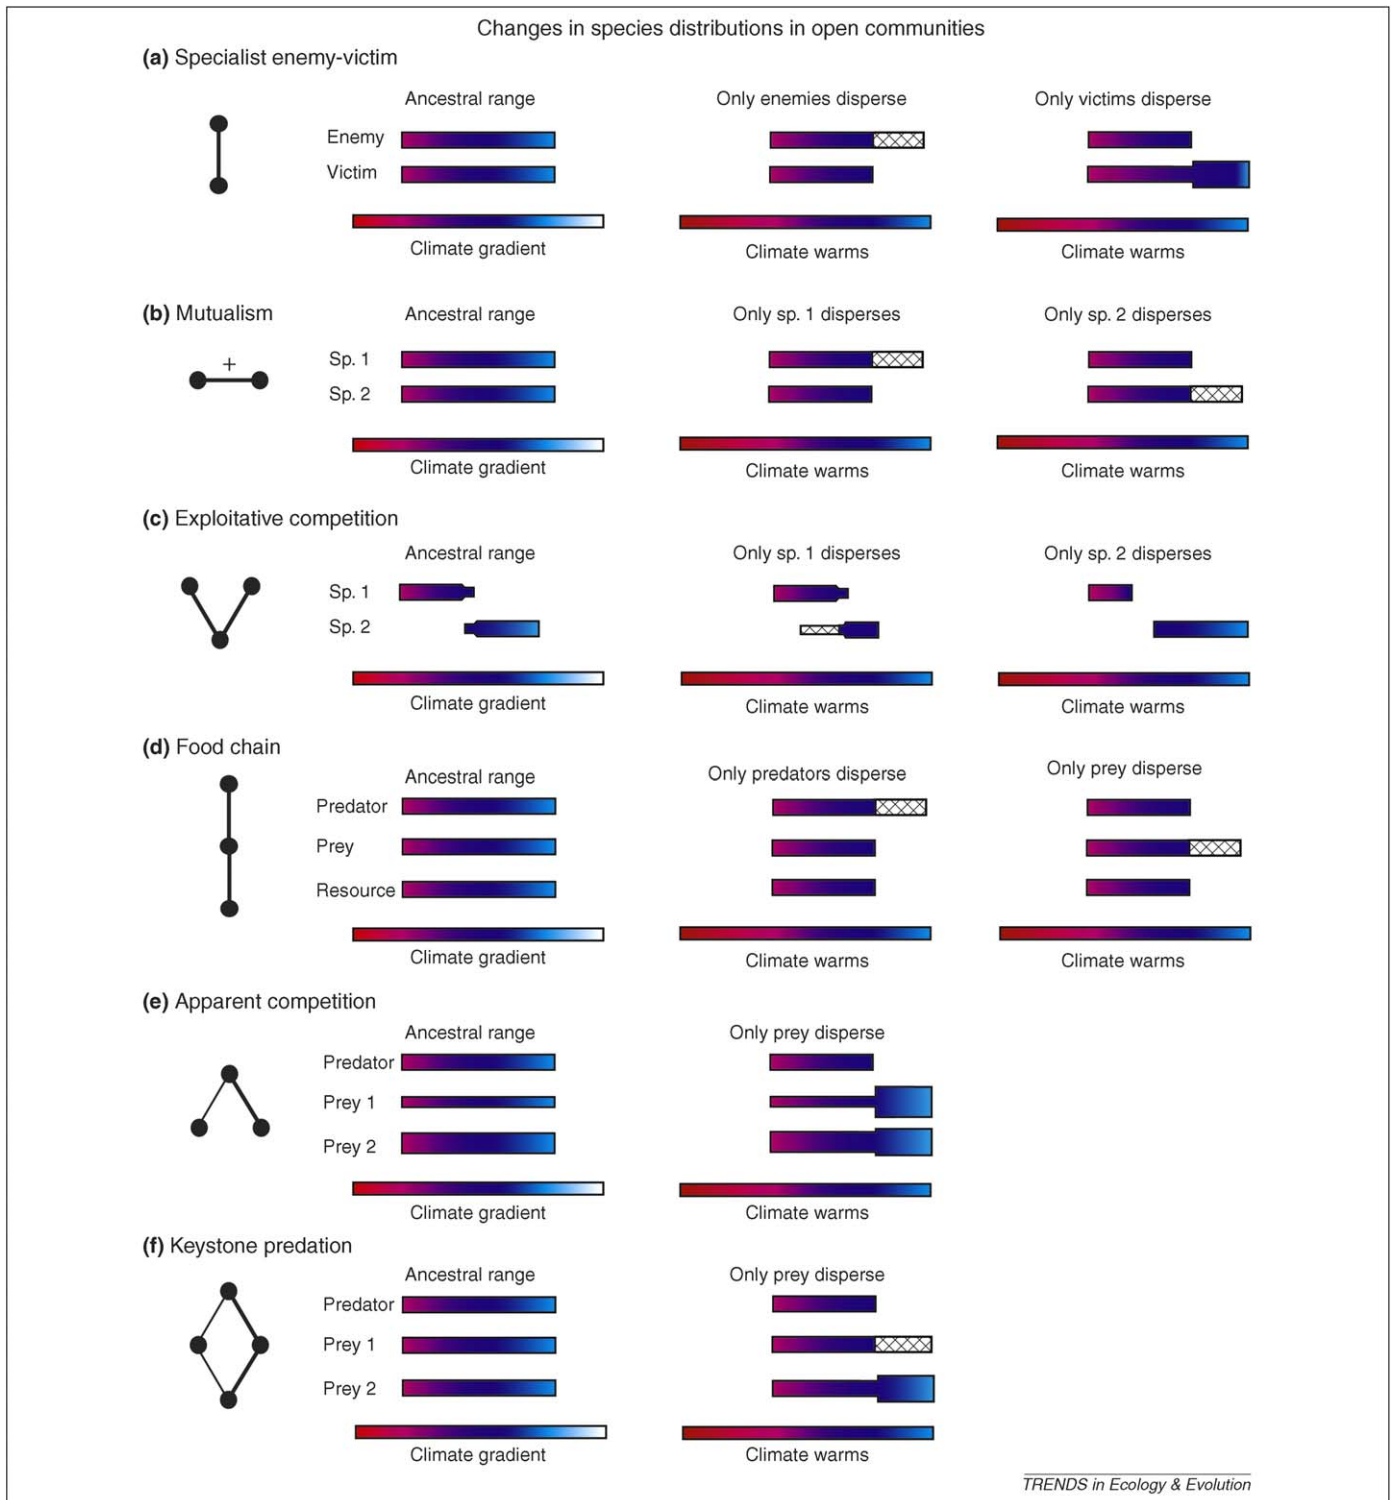 Changes in species distributions in open communities
(a) Specialist enemy-victim
Ancestral range Only enemies disperse Only victims disperse
Enemy
Victim
Climate gradient Climate warms Climate warms
(b) Mutualism Ancestral range Only sp. 1 disperses Only sp. 2 disperses
+
Sp. 1
Sp. 2
Climate gradient Climate warms Climate warms
(c) Exploitative competition
Ancestral range Only sp. 1 disperses Only sp. 2 disperses
Sp. 1
Sp. 2
Climate gradient Climate warms Climate warms
(d) Food chain
Ancestral range Only predators disperse Only prey disperse
Predator
Prey
Resource
Climate gradient Climate warms Climate warms
(e) Apparent competition
Ancestral range Only prey disperse
Predator
Prey 1
Prey 2
Climate gradient Climate warms
(f) Keystone predation
Ancestral range Only prey disperse
Predator
Prey 1
Prey 2
Climate gradient Climate warms
TRENDS in Ecology & Evolution